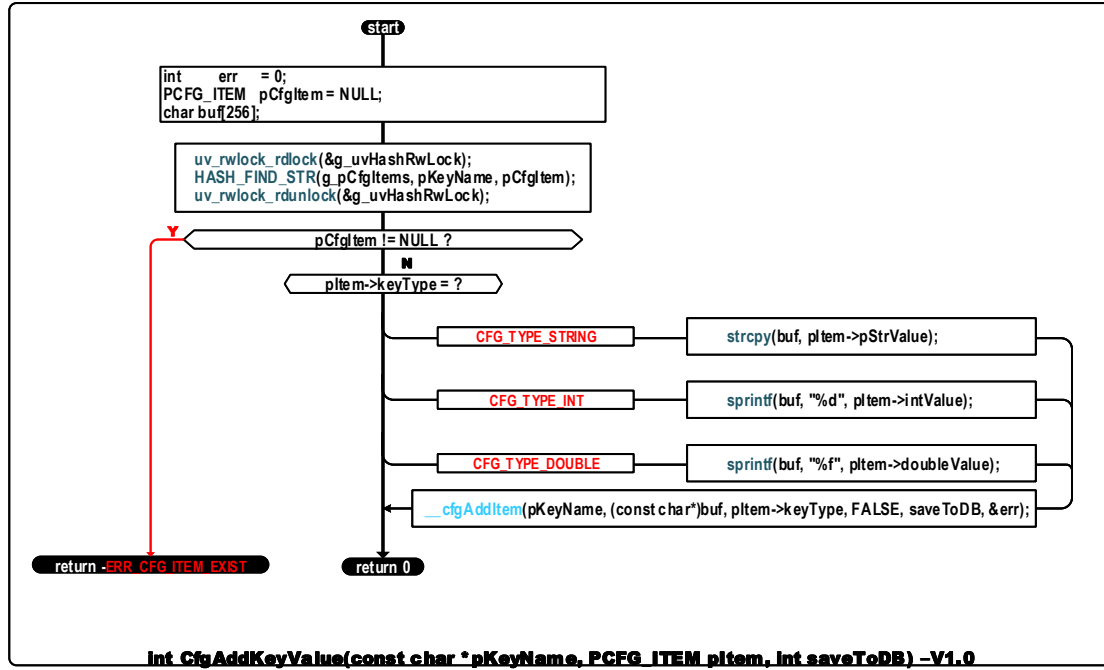 start
int err = 0;
PCFG_ITEM pCfgItem = NULL;
char buf[256];
uv_rwlock_rdlock(&g_uvHashRwLock);
HASH_FIND_STR(g_pCfgItems, pKeyName, pCfgItem);
uv_rwlock_rdunlock(&g_uvHashRwLock);
Y
pCfgItem != NULL ?
N
pItem->keyType = ?
CFG_TYPE_STRING
strcpy(buf, pItem->pStrValue);
CFG_TYPE_INT
sprintf(buf, "%d", pItem->intValue);
CFG_TYPE_DOUBLE
sprintf(buf, "%f", pItem->doubleValue);
__cfgAddItem(pKeyName, (const char*)buf, pItem->keyType, FALSE, saveToDB, &err);
return -ERR_CFG_ITEM_EXIST
return 0
int CfgAddKeyValue(const char * pKeyName, PCFG_ITEM pItem, int saveToDB) –V1.0